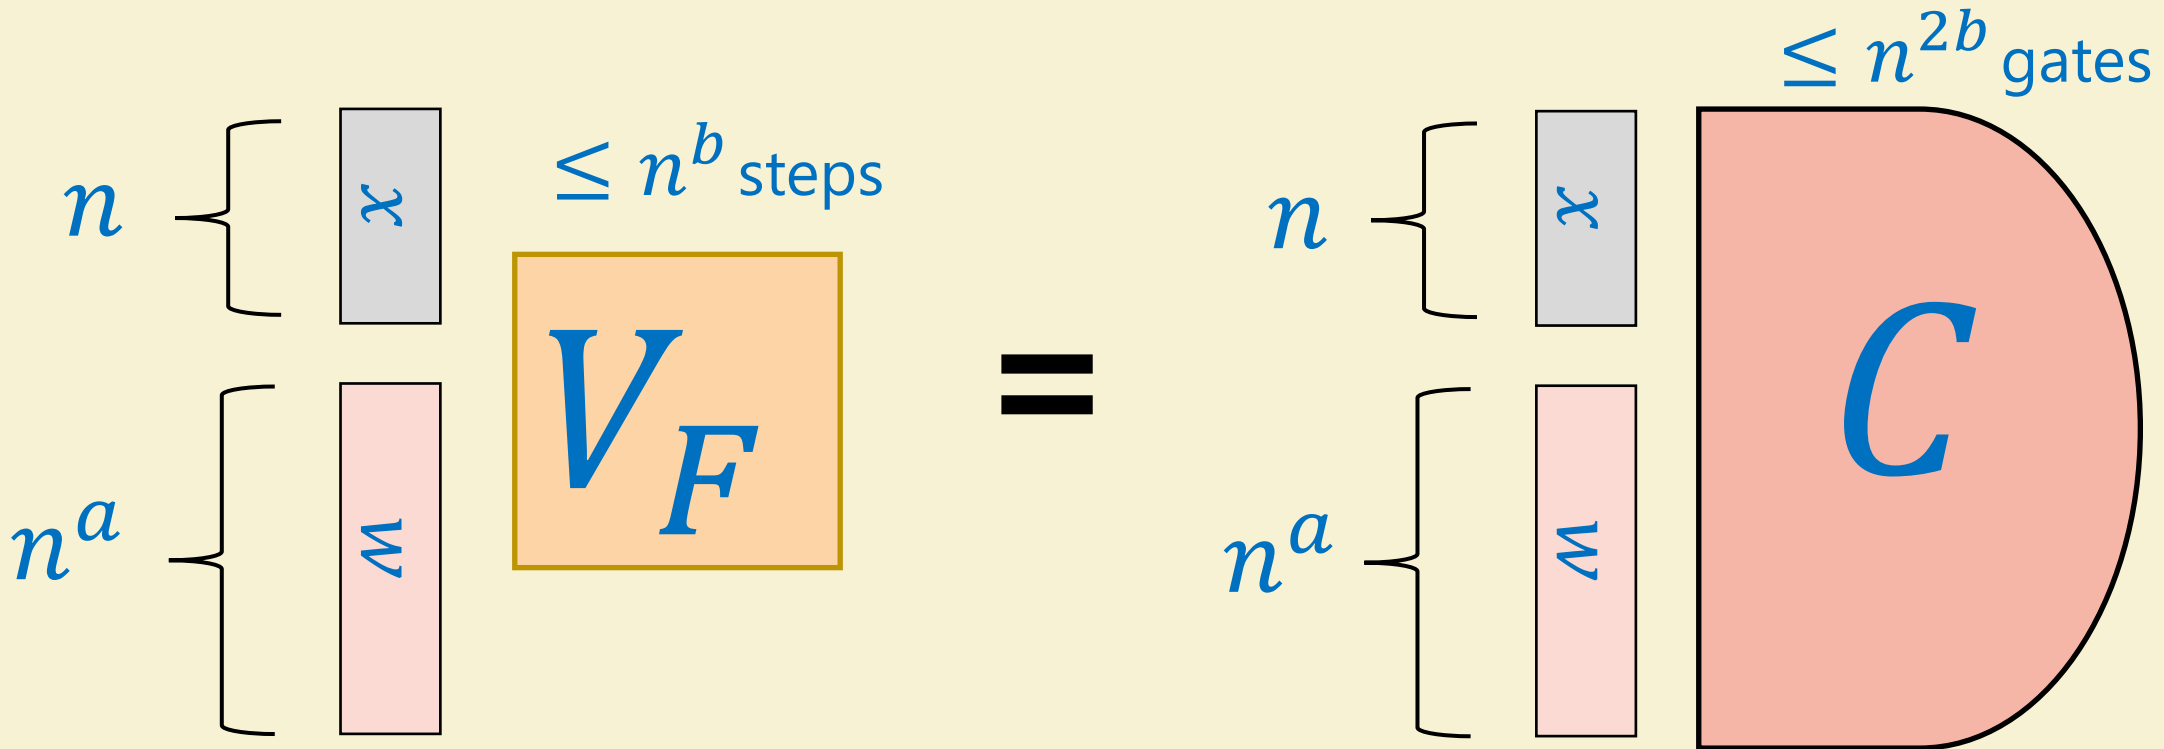 n
x
≤ n^b steps
n^a
w
V_F
=
n
x
≤ n^{2b} gates
n^a
w
C